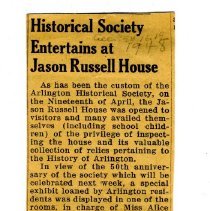 Historical Society
Entertains at
1948
Jason Russell House
As has been the custom of the
Arlington Historical Society, on
the Nineteenth of April, the Ja-
son Russell House was opened to
visitors and many availed them-
selves (including school child-
ren) of the privilege of inspect-
ing the house and its valuable
collection of relics pertaining to
the History of Arlington.
In view of the 50th anniver-
sary of the society which will be
celebrated next week, a special
exhibit loaned by Arlington resi-
dents was displayed in one of the
rooms, in charge of Miss Alice